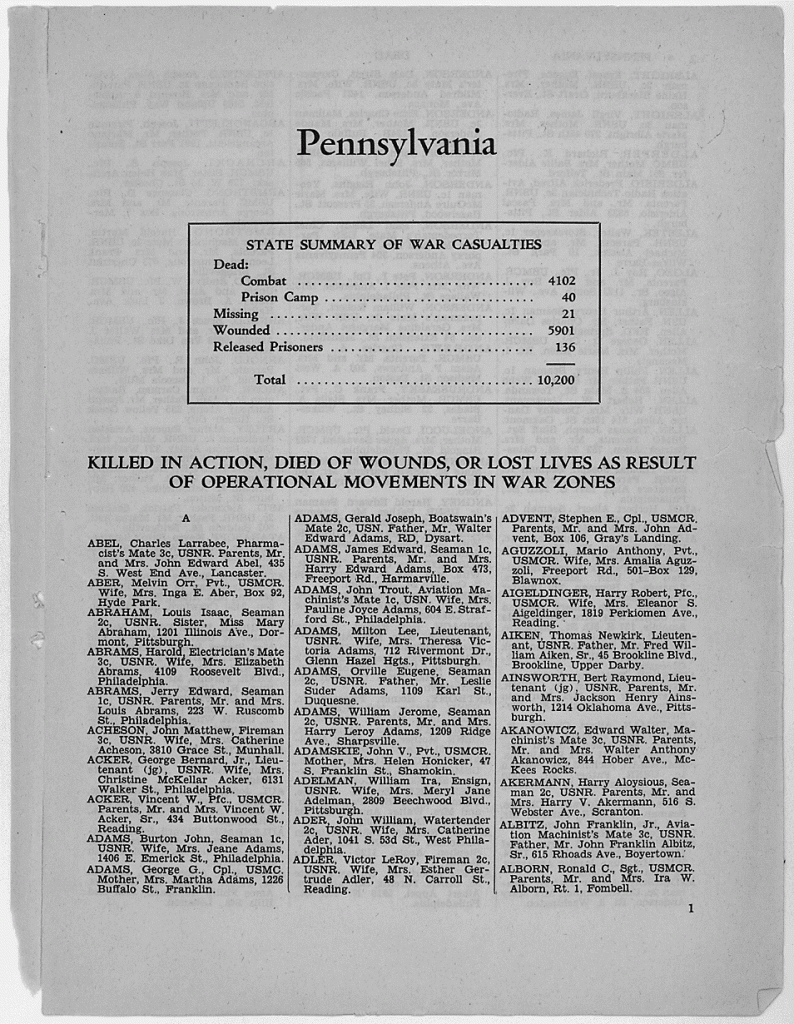 Pennsylvania
STATE SUMMARY OF WAR CASUALTIES
Dead:
Combat .................................. 4102
Prison Camp ............................... 40
Missing ...................................... 21
Wounded ..................................... 5901
Released Prisoners ............................. 136
Total .................................. 10,200
KILLED IN ACTION, DIED OF WOUNDS, OR LOST LIVES AS RESULT
OF OPERATIONAL MOVEMENTS IN WAR ZONES
A
ABEL, Charles Larrabee, Pharma-
cist's Mate 3c, USNR. Parents, Mr.
and Mrs. John Edward Abel, 435
S. West End Ave., Lancaster.
ABER, Melvin Orr, Pvt., USMCR.
Wife, Mrs. Inga E. Aber, Box 92,
Hyde Park.
ABRAHAM, Louis Isaac, Seaman
2c, USNR. Sister, Miss Mary
Abraham, 1201 Illinois Ave., Dor-
mont, Pittsburgh.
ABRAMS, Harold, Electrician's Mate
3c, USNR. Wife, Mrs. Elizabeth
Abrams, 4109 Roosevelt Blvd.,
Philadelphia.
ABRAMS, Jerry Edward, Seaman
1c, USNR. Parents, Mr. and Mrs.
Louis Abrams, 223 W. Ruscomb
St., Philadelphia.
ACHESON, John Matthew, Fireman
3c, USNR. Wife, Mrs. Catherine
Acheson, 3810 Grace St., Munhall.
ACKER, George Bernard, Jr., Lieu-
tenant (jg), USNR. Wife, Mrs.
Christine McKellar Acker, 6131
Walker St., Philadelphia.
ACKER, Vincent W., Pfc., USMCR.
Parents, Mr. and Mrs. Vincent W.
Acker, Sr., 434 Buttonwood St.,
Reading.
ADAMS, Burton John, Seaman 1c,
USNR. Wife, Mrs. Jeane Adams,
1406 E. Emerick St., Philadelphia.
ADAMS, George G., Cpl., USMC.
Mother, Mrs. Martha Adams, 1226
Buffalo St., Franklin.
ADAMS, Gerald Joseph, Boatswain's
Mate 2c, USN. Father, Mr. Walter
Edward Adams, RD, Dysart.
ADAMS, James Edward, Seaman 1c,
USNR. Parents, Mr. and Mrs.
Harry Edward Adams, Box 473,
Freeport Rd., Harmarville.
ADAMS, John Trout, Aviation Ma-
chinist's Mate 1c, USN. Wife, Mrs.
Pauline Joyce Adams, 604 E. Straf-
ford St., Philadelphia.
ADAMS, Milton Lee, Lieutenant,
USNR. Wife, Mrs. Theresa Vic-
toria Adams, 712 Rivermont Dr.,
Glenn Hazel Hgts., Pittsburgh.
ADAMS, Orville Eugene, Seaman
2c, USNR. Father, Mr. Leslie
Suder Adams, 1109 Karl St.,
Duquesne.
ADAMS, William Jerome, Seaman
2c, USNR. Parents, Mr. and Mrs.
Harry Leroy Adams, 1209 Ridge
Ave., Sharpsville.
ADAMSKIE, John V., Pvt., USMCR.
Mother, Mrs. Helen Honicker, 47
S. Franklin St., Shamokin.
ADELMAN, William Ira, Ensign,
USNR. Wife, Mrs. Meryl Jane
Adelman, 2809 Beechwood Blvd.,
Pittsburgh.
ADER, John William, Watertender
2c, USNR. Wife, Mrs. Catherine
Ader, 1041 S. 53d St., West Phila-
delphia.
ADLER, Victor LeRoy, Fireman 2c,
USNR. Wife, Mrs. Esther Ger-
trude Adler, 48 N. Carroll St.,
Reading.
ADVENT, Stephen E., Cpl., USMCR.
Parents, Mr. and Mrs. John Ad-
vent, Box 106, Gray's Landing.
AGUZZOLI, Mario Anthony, Pvt.,
USMCR. Wife, Mrs. Amalia Aguz-
zoli, Freeport Rd., 501-Box 129,
Blawnox.
AIGELDINGER, Harry Robert, Pfc.,
USMCR. Wife, Mrs. Eleanor S.
Aigeldinger, 1819 Perkiomen Ave.,
Reading.
AIKEN, Thomas Newkirk, Lieuten-
ant, USNR. Father, Mr. Fred Wil-
liam Aiken, Sr., 45 Brookline Blvd.,
Brookline, Upper Darby.
AINSWORTH, Bert Raymond, Lieu-
tenant (jg), USNR. Parents, Mr.
and Mrs. Jackson Henry Ains-
worth, 1214 Oklahoma Ave., Pitts-
burgh.
AKANOWICZ, Edward Walter, Ma-
chinist's Mate 3c, USNR. Parents,
Mr. and Mrs. Walter Anthony
Akanowicz, 844 Hober Ave., Mc-
Kees Rocks.
AKERMANN, Harry Aloysious, Sea-
man 2c, USNR. Parents, Mr. and
Mrs. Harry V. Akermann, 516 S.
Webster Ave., Scranton.
ALBITZ, John Franklin, Jr., Avia-
tion Machinist's Mate 3c, USNR.
Father, Mr. John Franklin Albitz,
Sr., 615 Rhoads Ave., Boyertown.
ALBORN, Ronald C., Sgt., USMCR.
Parents, Mr. and Mrs. Ira W.
Alborn, Rt. 1, Fombell.
1